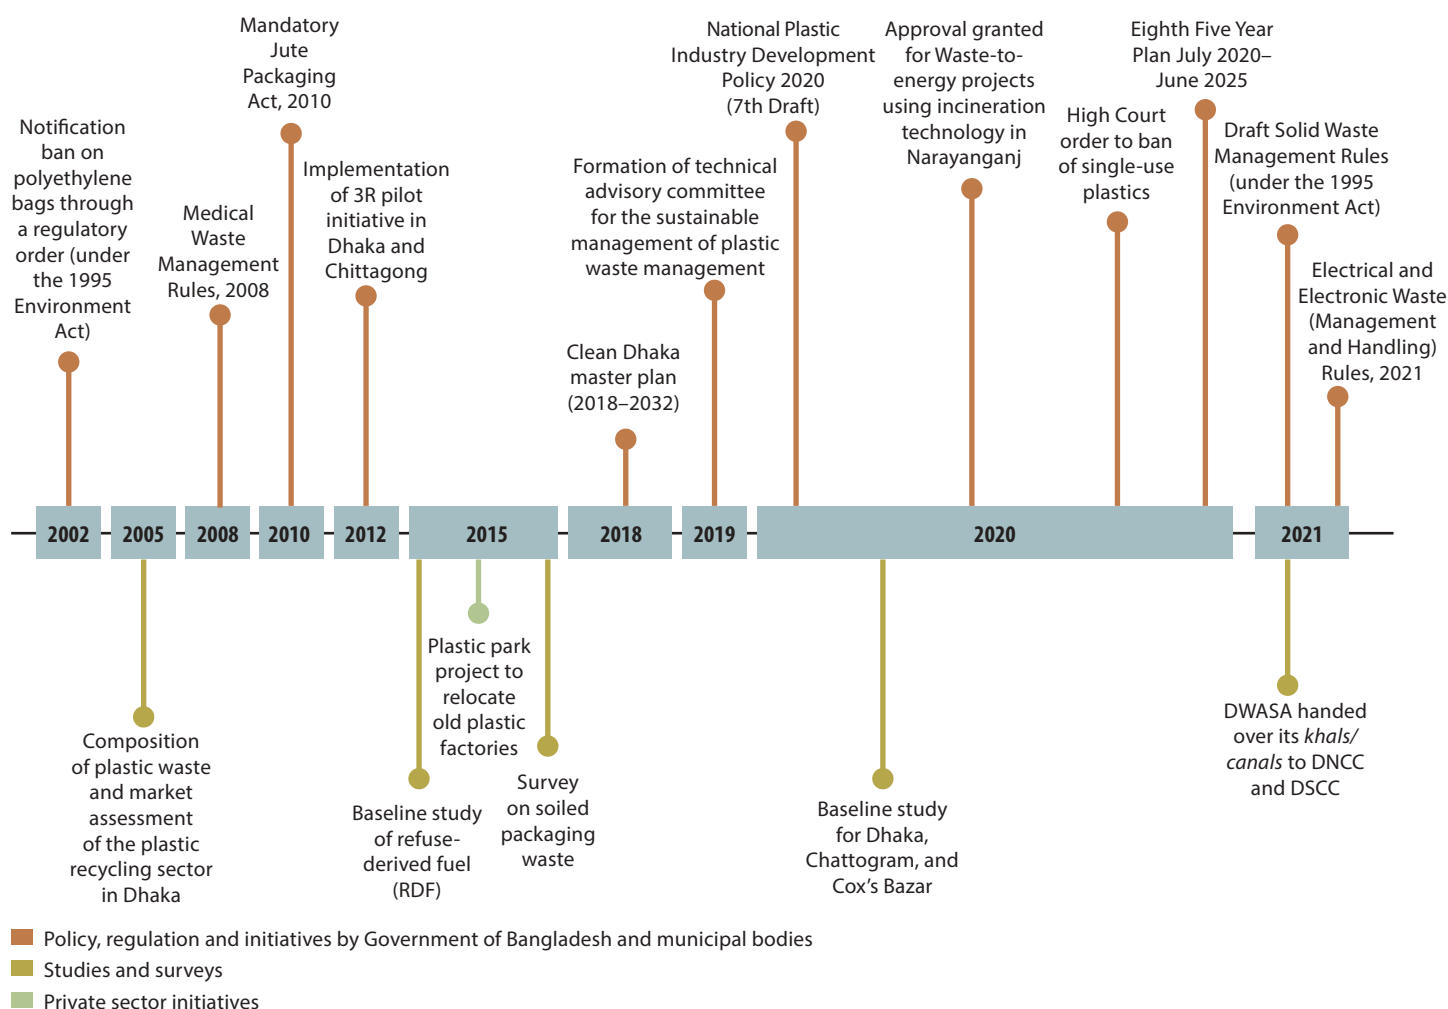 Notification
ban on
polyethylene
bags through
a regulatory
order (under
the 1995
Environment
Act)
Medical
Waste
Management
Rules, 2008
Mandatory
Jute
Packaging
Act, 2010
Implementation
of 3R pilot
initiative in
Dhaka and
Chittagong
Clean Dhaka
master plan
(2018–2032)
Formation of technical
advisory committee
for the sustainable
management of plastic
waste management
National Plastic
Industry Development
Policy 2020
(7th Draft)
Approval granted
for Waste-to-
energy projects
using incineration
technology in
Narayanganj
High Court
order to ban
of single-use
plastics
Eighth Five Year
Plan July 2020–
June 2025
Draft Solid Waste
Management Rules
(under the 1995
Environment Act)
Electrical and
Electronic Waste
(Management
and Handling)
Rules, 2021
2002
2005
2008
2010
2012
2015
2018
2019
2020
2021
Composition
of plastic waste
and market
assessment
of the plastic
recycling sector
in Dhaka
Baseline study
of refuse-
derived fuel
(RDF)
Plastic park
project to
relocate
old plastic
factories
Survey
on soiled
packaging
waste
Baseline study
for Dhaka,
Chattogram, and
Cox's Bazar
DWASA handed
over its khals/
canals to DNCC
and DSCC
Policy, regulation and initiatives by Government of Bangladesh and municipal bodies
Studies and surveys
Private sector initiatives